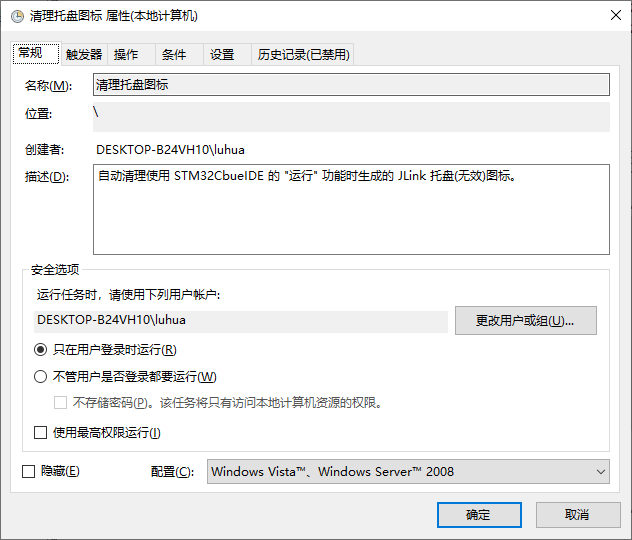 清理托盘图标 属性(本地计算机)
常规 触发器 操作 条件 设置 历史记录(已禁用)
名称(M): 清理托盘图标
位置: \
创建者: DESKTOP-B24VH10\luhua
描述(D): 自动清理使用 STM32CbueIDE 的 "运行" 功能时生成的 JLink 托盘(无效)图标。
安全选项
运行任务时，请使用下列用户帐户:
DESKTOP-B24VH10\luhua 更改用户或组(U)...
只在用户登录时运行(R)
不管用户是否登录都要运行(W)
不存储密码(P)。该任务将只有访问本地计算机资源的权限。
使用最高权限运行(I)
隐藏(E) 配置(C): Windows Vista™、Windows Server™ 2008
确定 取消